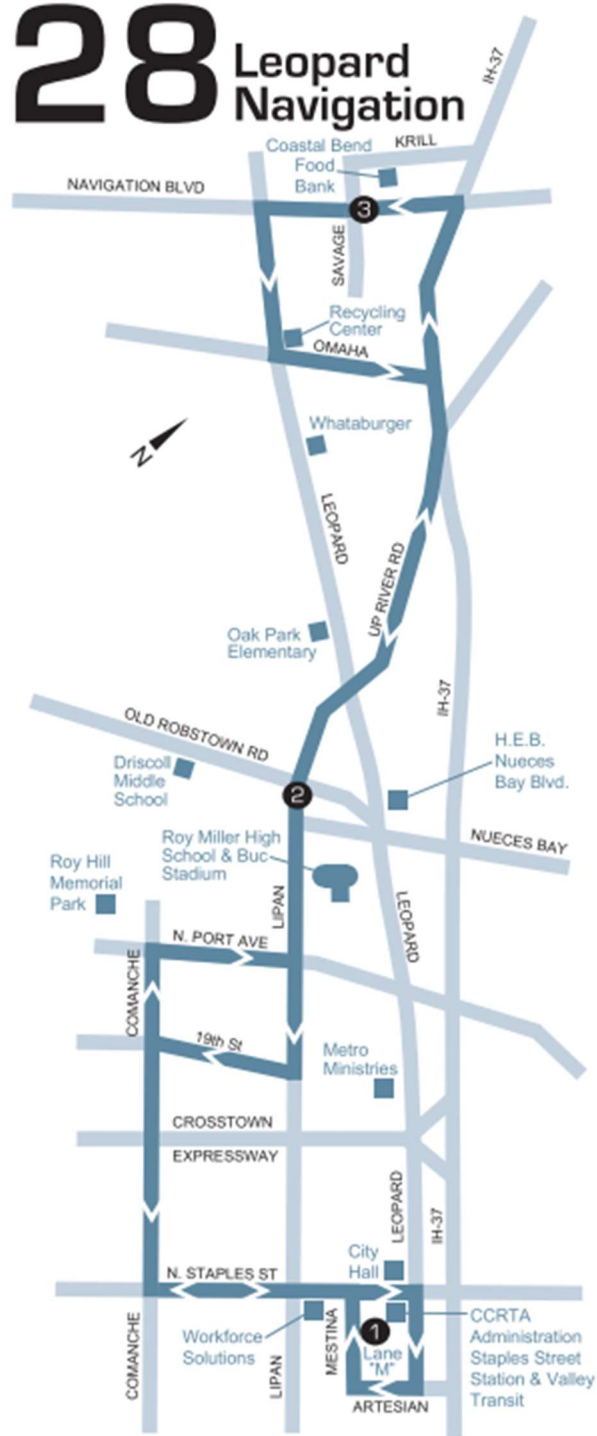 28 Leopard
Navigation
IH-37
KRILL
Coastal Bend
Food
Bank
NAVIGATION BLVD
3
SAVAGE
Recycling
Center
OMAHA
Whataburger
N
LEOPARD
UP RIVER RD
Oak Park
Elementary
IH-37
OLD ROBSTOWN RD
H.E.B.
Nueces
Bay Blvd.
Driscoll
Middle
School
2
Roy Miller High
School & Buc
Stadium
NUECES BAY
Roy Hill
Memorial
Park
LIPAN
LEOPARD
N. PORT AVE
COMANCHE
19th St
Metro
Ministries
CROSSTOWN
EXPRESSWAY
LEOPARD
IH-37
City
Hall
N. STAPLES ST
CCRTA
Administration
Staples Street
Station & Valley
Transit
Workforce
Solutions
MESTINA
1
Lane
"M"
COMANCHE
LIPAN
ARTESIAN